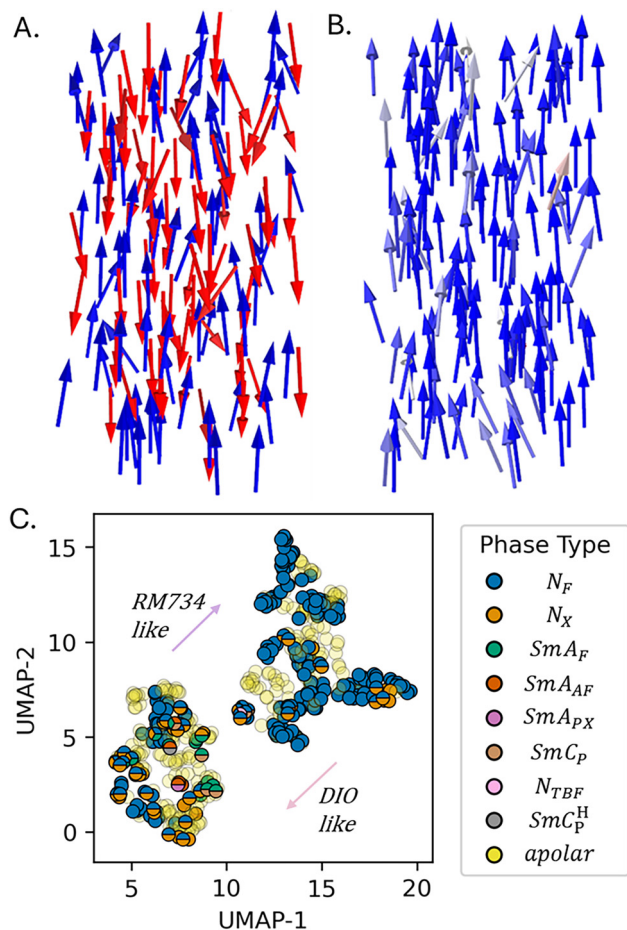 A.
B.
C.
15
10
5
0
UMAP-2
RM734
like
DIO
like
5
10
15
20
UMAP-1
Phase Type
N_F
N_X
SmA_F
SmA_AF
SmA_PX
SmC_P
N_TBF
SmC_P^H
apolar